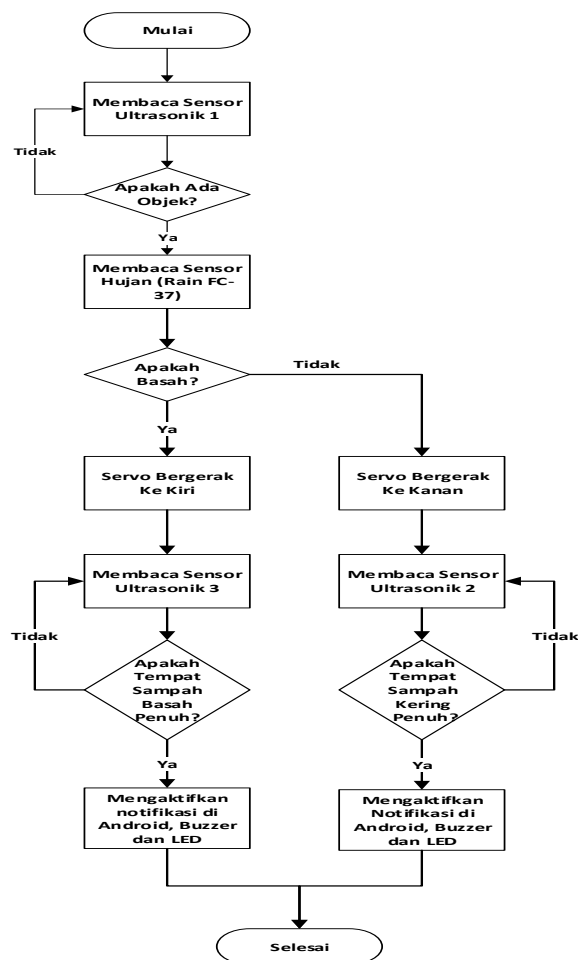 Mulai
Membaca Sensor
Ultrasonik 1
Tidak
Apakah Ada
Objek?
Ya
Membaca Sensor
Hujan (Rain FC-
37)
Apakah
Basah?
Tidak
Ya
Servo Bergerak
Ke Kiri
Servo Bergerak
Ke Kanan
Membaca Sensor
Ultrasonik 3
Membaca Sensor
Ultrasonik 2
Tidak
Tidak
Apakah
Tempat
Sampah
Basah
Penuh?
Apakah
Tempat
Sampah
Kering
Penuh?
Ya
Ya
Mengaktifkan
notifikasi di
Android, Buzzer
dan LED
Mengaktifkan
Notifikasi di
Android, Buzzer
dan LED
Selesai